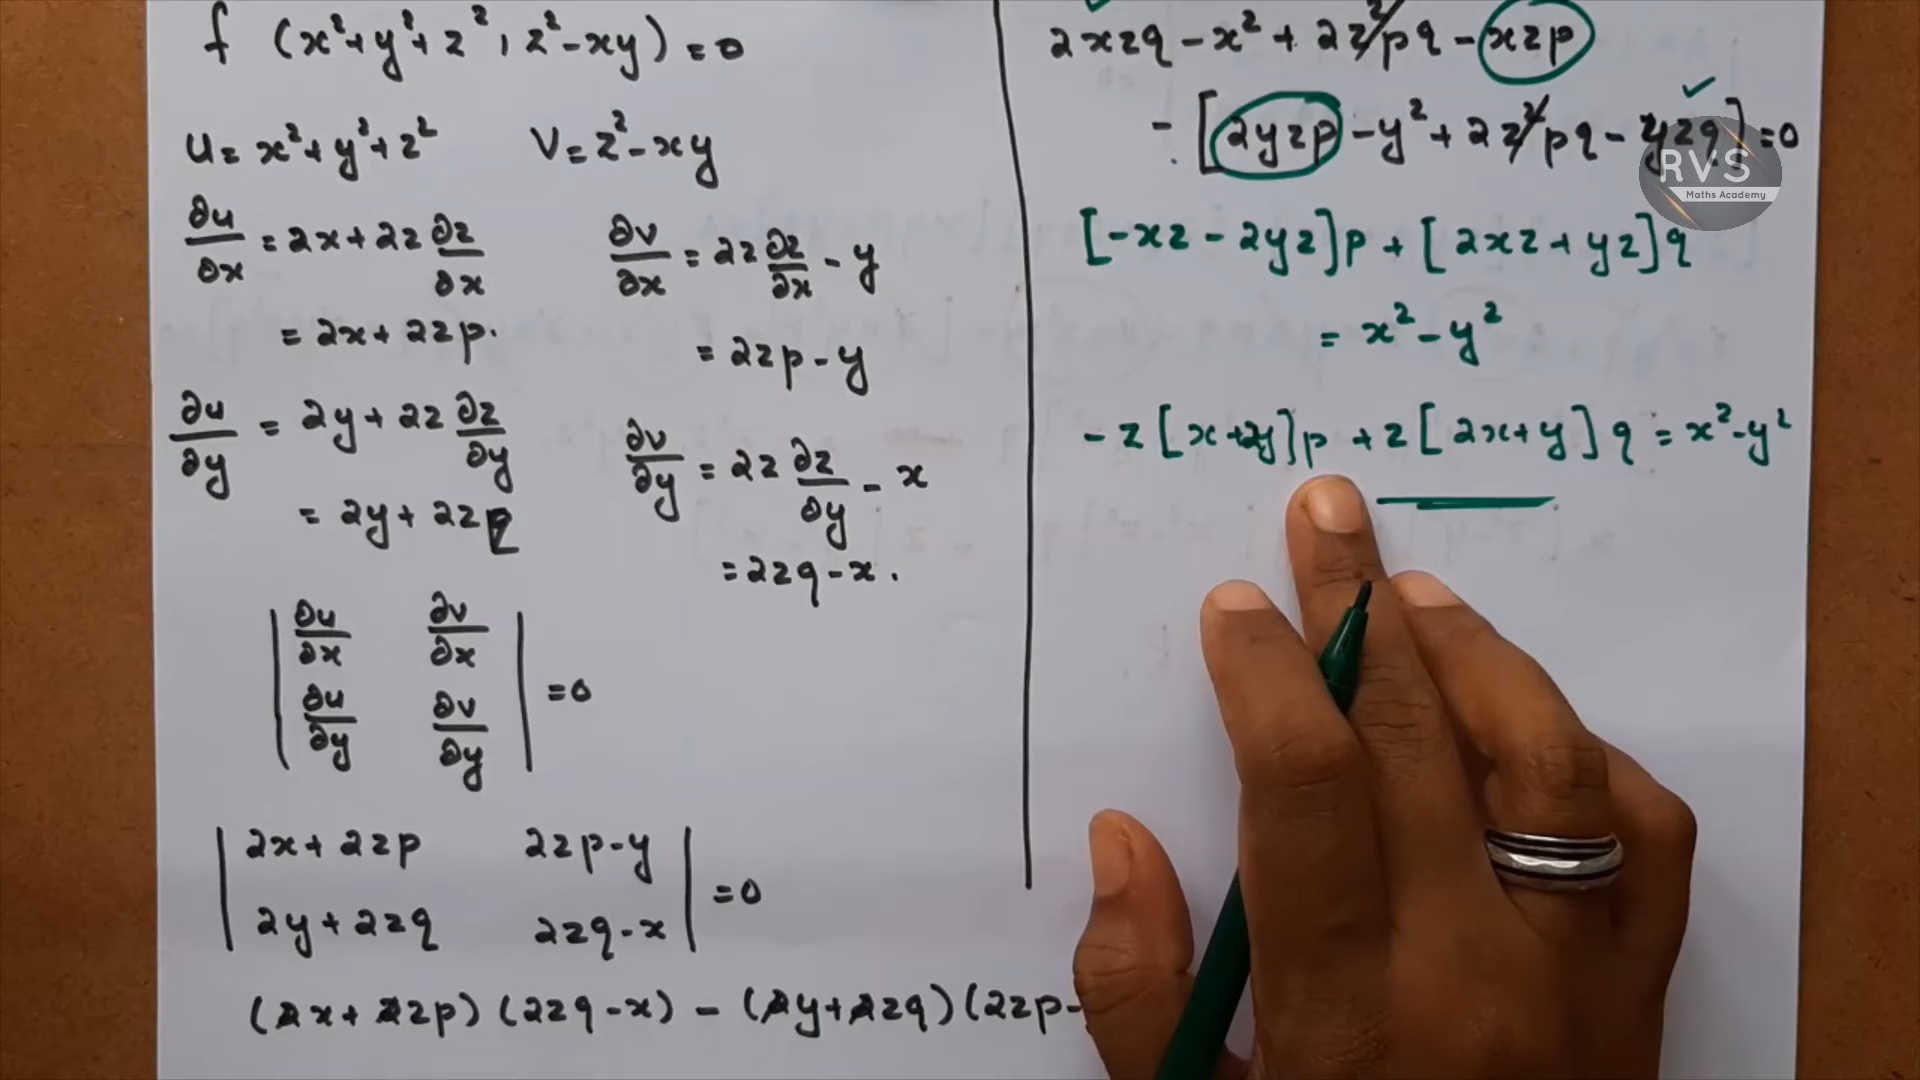 f (x²+y²+z², z²-xy) = 0
u = x²+y²+z² v = z²-xy
∂u/∂x = 2x+2z ∂z/∂x ∂v/∂x = 2z ∂z/∂x - y
= 2x+2zp. = 2zp-y
∂u/∂y = 2y+2z ∂z/∂y ∂v/∂y = 2z ∂z/∂y - x
= 2y+2zq = 2zq-x.
| ∂u/∂x ∂v/∂x |
| ∂u/∂y ∂v/∂y | = 0
| 2x+2zp 2zp-y |
| 2y+2zq 2zq-x | = 0
(2x+2zp)(2zq-x) - (2y+2zq)(2zp-
2xzq - x² + 2z²pq - xzp
- [2yzp - y² + 2z²pq - yzq] = 0
[-xz-2yz]p + [2xz+yz]q
= x²-y²
-z[x+2y]p + z[2x+y]q = x²-y²
RVS
Maths Academy